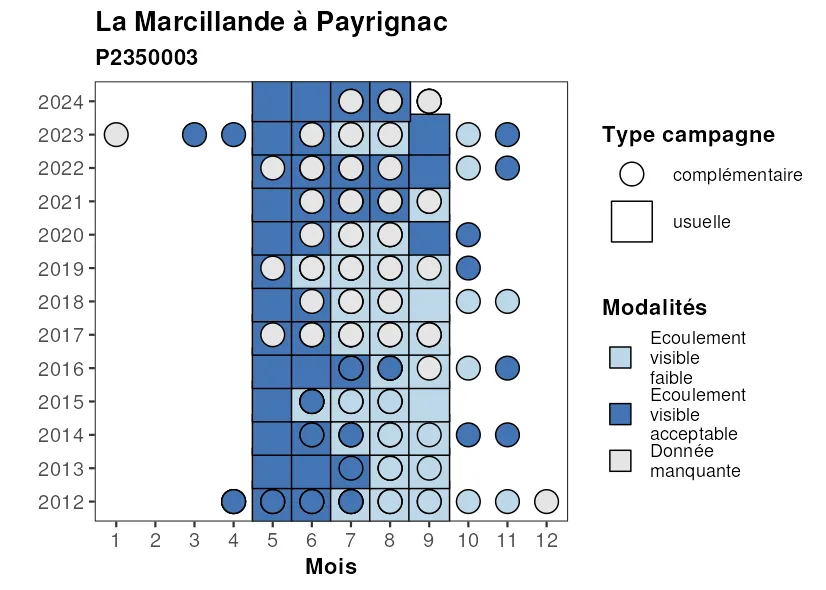 La Marcillande à Payrignac
P2350003
2024
2023
2022
2021
2020
2019
2018
2017
2016
2015
2014
2013
2012
1 2 3 4 5 6 7 8 9 10 11 12
Mois
Type campagne
complémentaire
usuelle
Modalités
Ecoulement
visible
faible
Ecoulement
visible
acceptable
Donnée
manquante